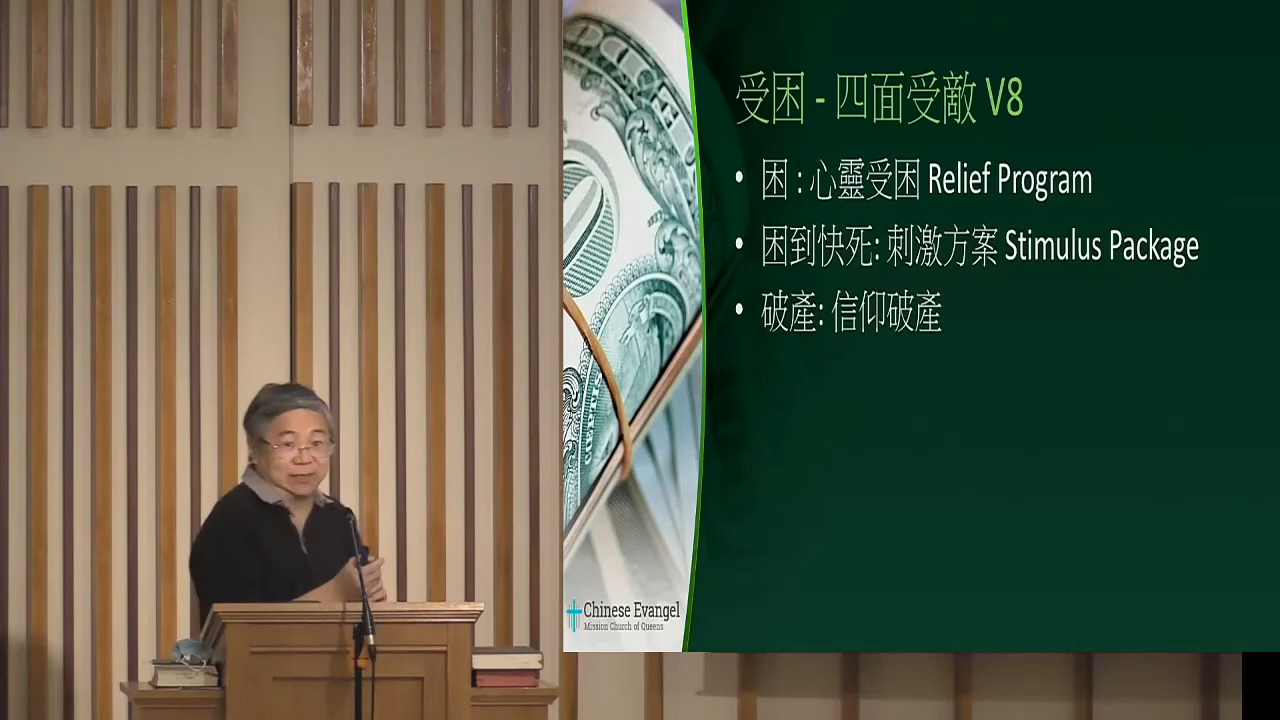 受困 - 四面受敵 V8
• 困 : 心靈受困 Relief Program
• 困到快死: 刺激方案 Stimulus Package
• 破產: 信仰破產
Chinese Evangel
Mission Church of Queens